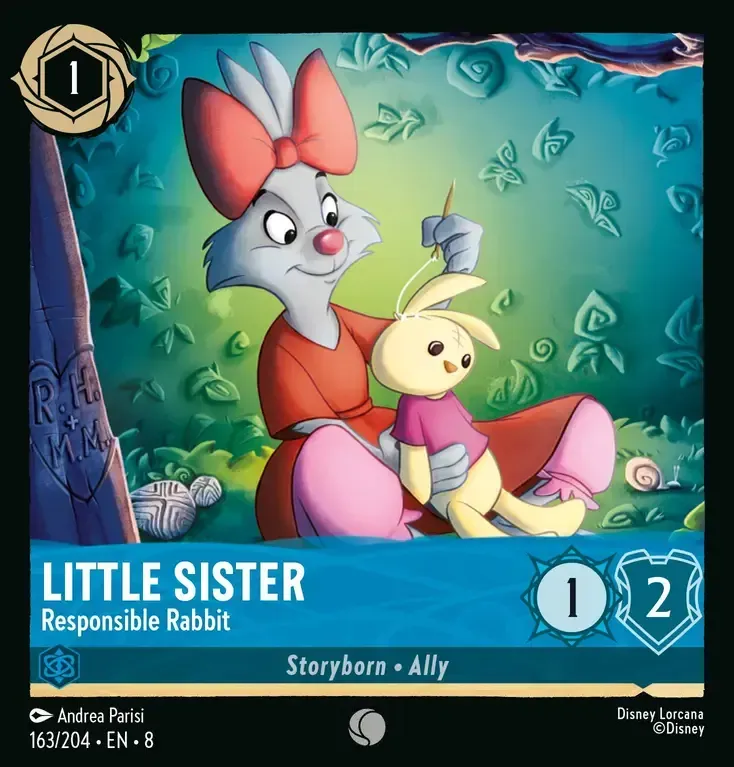 1
R.H.
+
M.M.
LITTLE SISTER
Responsible Rabbit
1
2
Storyborn • Ally
Andrea Parisi
163/204 • EN • 8
Disney Lorcana
©Disney